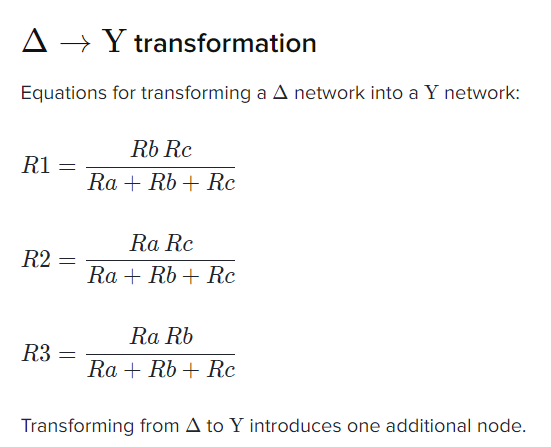 Δ → Y transformation
Equations for transforming a Δ network into a Y network:
R1 = Rb Rc / Ra + Rb + Rc
R2 = Ra Rc / Ra + Rb + Rc
R3 = Ra Rb / Ra + Rb + Rc
Transforming from Δ to Y introduces one additional node.